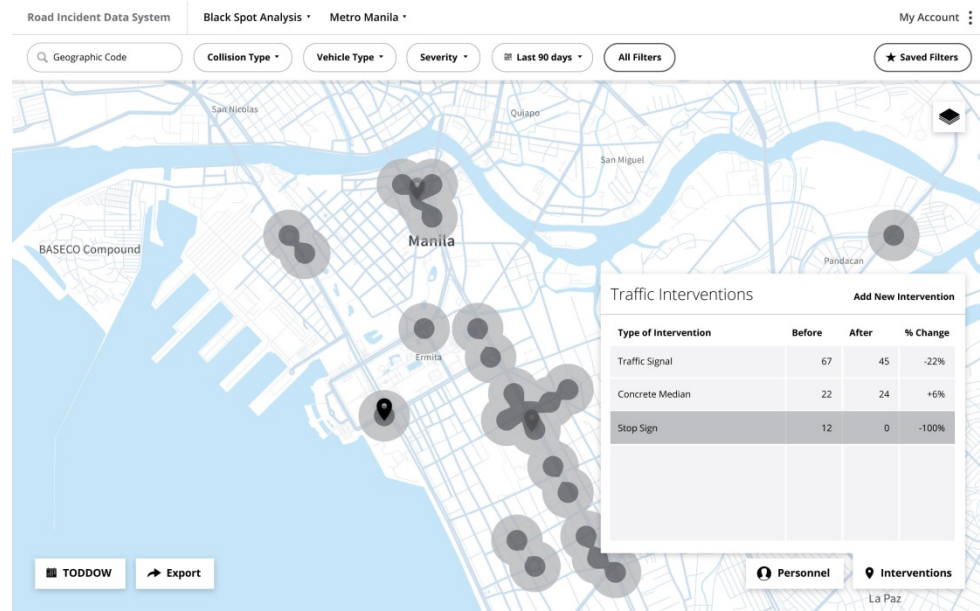 Road Incident Data System
Black Spot Analysis
Metro Manila
My Account
Geographic Code
Collision Type
Vehicle Type
Severity
Last 90 days
All Filters
Saved Filters
San Nicolas
Quiapo
San Miguel
Manila
BASECO Compound
Pandacan
Ermita
Traffic Interventions
Add New Intervention
Type of Intervention Before After % Change
Traffic Signal 67 45 -22%
Concrete Median 22 24 +6%
Stop Sign 12 0 -100%
TODDOW
Export
Personnel
Interventions
La Paz